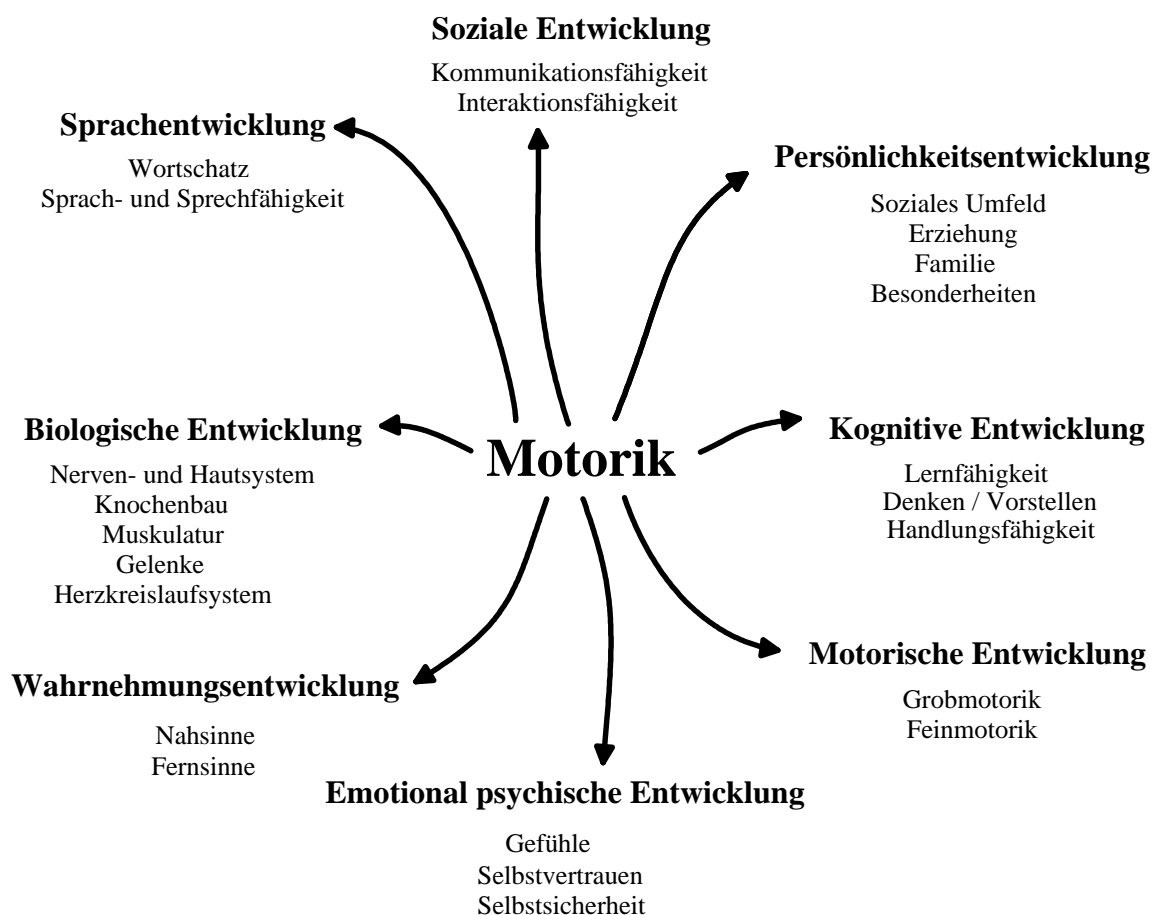 Soziale Entwicklung
Kommunikationsfähigkeit
Interaktionsfähigkeit
Sprachentwicklung
Wortschatz
Sprach- und Sprechfähigkeit
Persönlichkeitsentwicklung
Soziales Umfeld
Erziehung
Familie
Besonderheiten
Biologische Entwicklung
Nerven- und Hautsystem
Knochenbau
Muskulatur
Gelenke
Herzkreislaufsystem
Motorik
Kognitive Entwicklung
Lernfähigkeit
Denken / Vorstellen
Handlungsfähigkeit
Wahrnehmungsentwicklung
Nahsinne
Fernsinne
Motorische Entwicklung
Grobmotorik
Feinmotorik
Emotional psychische Entwicklung
Gefühle
Selbstvertrauen
Selbstsicherheit